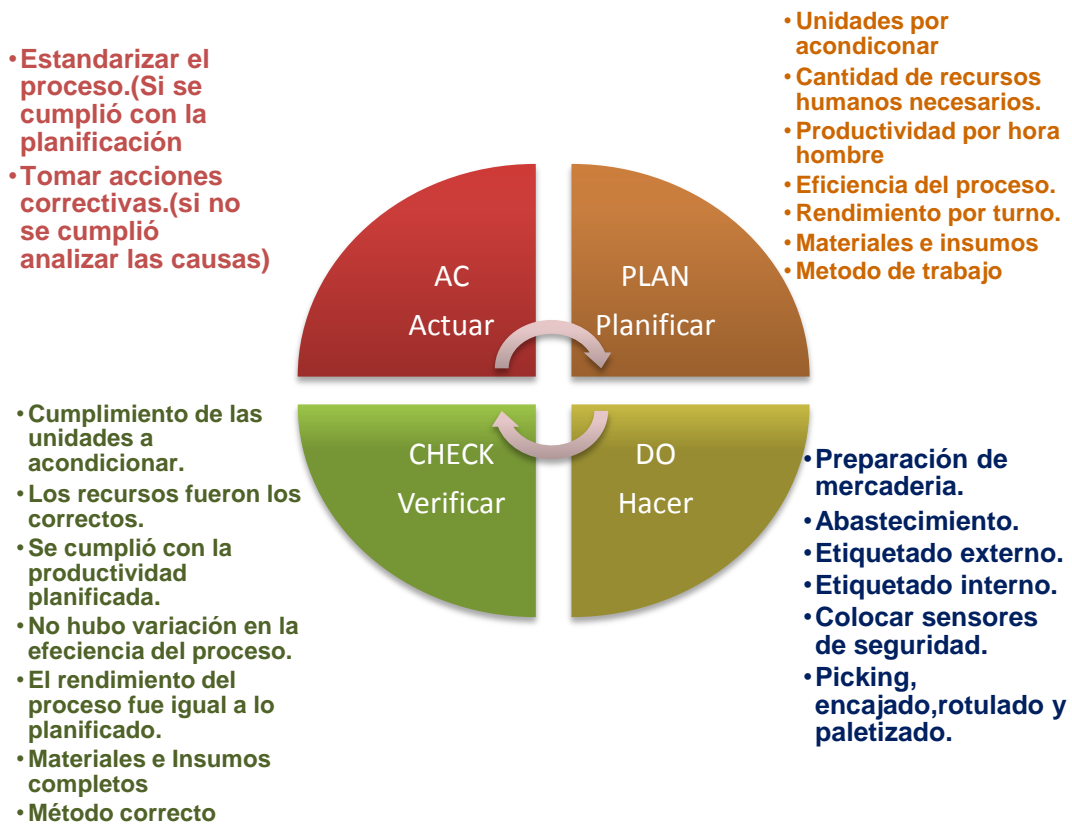 •Estandarizar el
proceso.(Si se
cumplió con la
planificación
•Tomar acciones
correctivas.(si no
se cumplió
analizar las causas)
•Unidades por
acondiconar
•Cantidad de recursos
humanos necesarios.
•Productividad por hora
hombre
•Eficiencia del proceso.
•Rendimiento por turno.
•Materiales e insumos
•Metodo de trabajo
AC
Actuar
PLAN
Planificar
CHECK
Verificar
DO
Hacer
•Cumplimiento de las
unidades a
acondicionar.
•Los recursos fueron los
correctos.
•Se cumplió con la
productividad
planificada.
•No hubo variación en la
efeciencia del proceso.
•El rendimiento del
proceso fue igual a lo
planificado.
•Materiales e Insumos
completos
•Método correcto
•Preparación de
mercaderia.
•Abastecimiento.
•Etiquetado externo.
•Etiquetado interno.
•Colocar sensores
de seguridad.
•Picking,
encajado,rotulado y
paletizado.